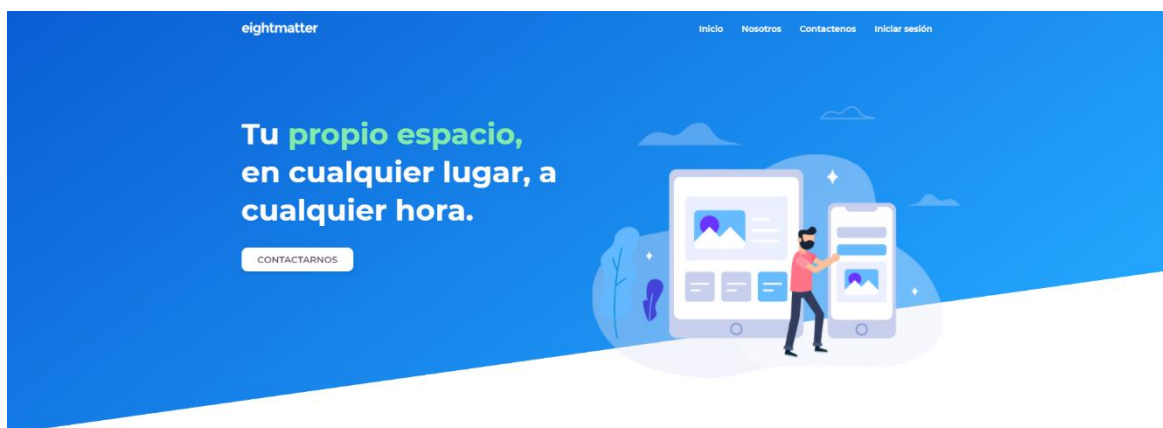 eightmatter
Inicio Nosotros Contactenos Iniciar sesión
Tu propio espacio,
en cualquier lugar, a
cualquier hora.
CONTACTARNOS